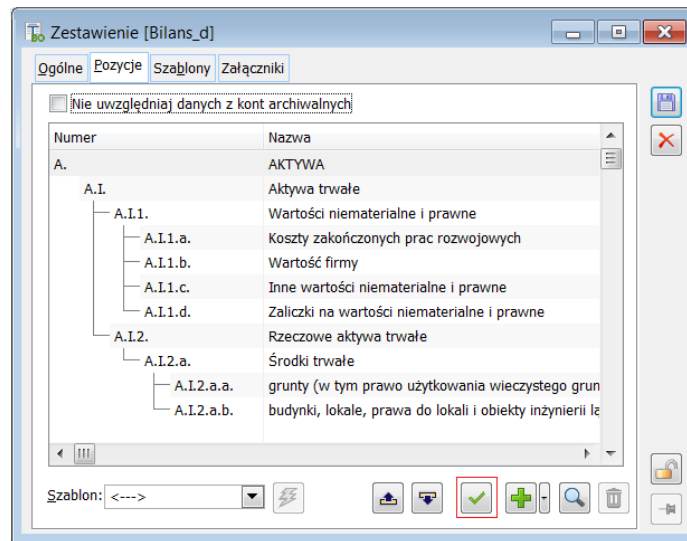 Zestawienie [Bilans_d]
Ogólne Pozycje Szablony Załączniki
Nie uwzględniaj danych z kont archiwalnych
Numer Nazwa
A. AKTYWA
A.I. Aktywa trwałe
A.I.1. Wartości niematerialne i prawne
A.I.1.a. Koszty zakończonych prac rozwojowych
A.I.1.b. Wartość firmy
A.I.1.c. Inne wartości niematerialne i prawne
A.I.1.d. Zaliczki na wartości niematerialne i prawne
A.I.2. Rzeczowe aktywa trwałe
A.I.2.a. Środki trwałe
A.I.2.a.a. grunty (w tym prawo użytkowania wieczystego grun
A.I.2.a.b. budynki, lokale, prawa do lokali i obiekty inżynierii lą
Szablon: <--->